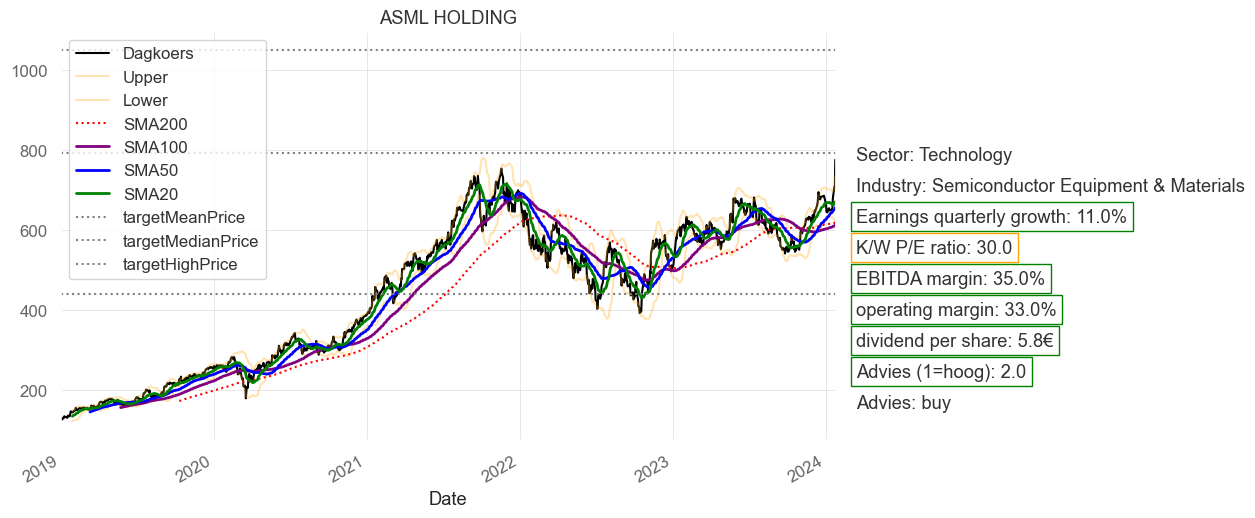 ASML HOLDING
Dagkoers
Upper
Lower
SMA200
SMA100
SMA50
SMA20
targetMeanPrice
targetMedianPrice
targetHighPrice
1000
800
600
400
200
2019
2020
2021
2022
2023
2024
Date
Sector: Technology
Industry: Semiconductor Equipment & Materials
Earnings quarterly growth: 11.0%
K/W P/E ratio: 30.0
EBITDA margin: 35.0%
operating margin: 33.0%
dividend per share: 5.8€
Advies (1=hoog): 2.0
Advies: buy